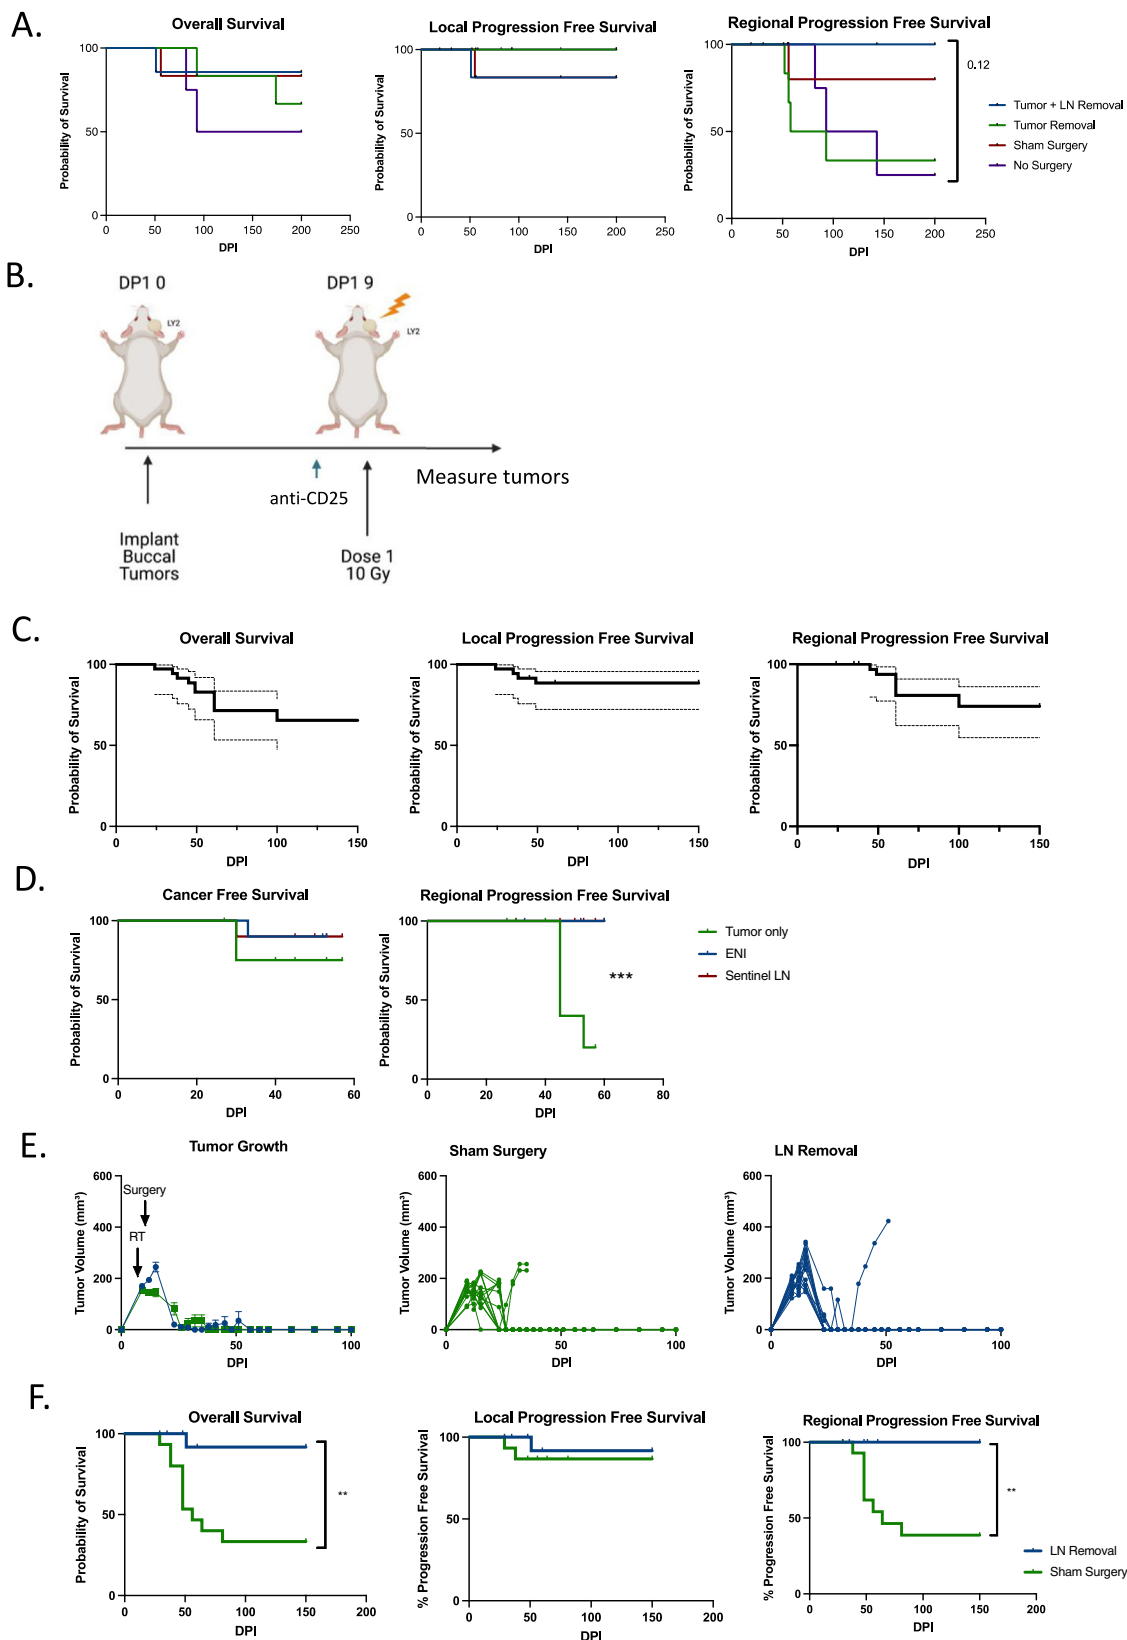 A.
Overall Survival
Probability of Survival
100
50
0
0 50 100 150 200 250
DPI
Local Progression Free Survival
Probability of Survival
100
50
0
0 50 100 150 200 250
DPI
Regional Progression Free Survival
Probability of Survival
100
50
0
0 50 100 150 200 250
DPI
0.12
Tumor + LN Removal
Tumor Removal
Sham Surgery
No Surgery
B.
DP1 0
DP1 9
LY2
LY2
anti-CD25
Measure tumors
Implant
Buccal
Tumors
Dose 1
10 Gy
C.
Overall Survival
Probability of Survival
100
50
0
0 50 100 150
DPI
Local Progression Free Survival
Probability of Survival
100
50
0
0 50 100 150
DPI
Regional Progression Free Survival
Probability of Survival
100
50
0
0 50 100 150
DPI
D.
Cancer Free Survival
Probability of Survival
100
50
0
0 20 40 60
DPI
Regional Progression Free Survival
Probability of Survival
100
50
0
0 20 40 60 80
DPI
***
Tumor only
ENI
Sentinel LN
E.
Tumor Growth
Tumor Volume (mm³)
600
400
200
0
Surgery
RT
0 50 100
DPI
Sham Surgery
Tumor Volume (mm³)
600
400
200
0
0 50 100
DPI
LN Removal
Tumor Volume (mm³)
600
400
200
0
0 50 100
DPI
F.
Overall Survival
Probability of Survival
100
50
0
0 50 100 150 200
DPI
**
Local Progression Free Survival
% Progression Free Survival
100
50
0
0 50 100 150 200
DPI
Regional Progression Free Survival
% Progression Free Survival
100
50
0
0 50 100 150 200
DPI
**
LN Removal
Sham Surgery